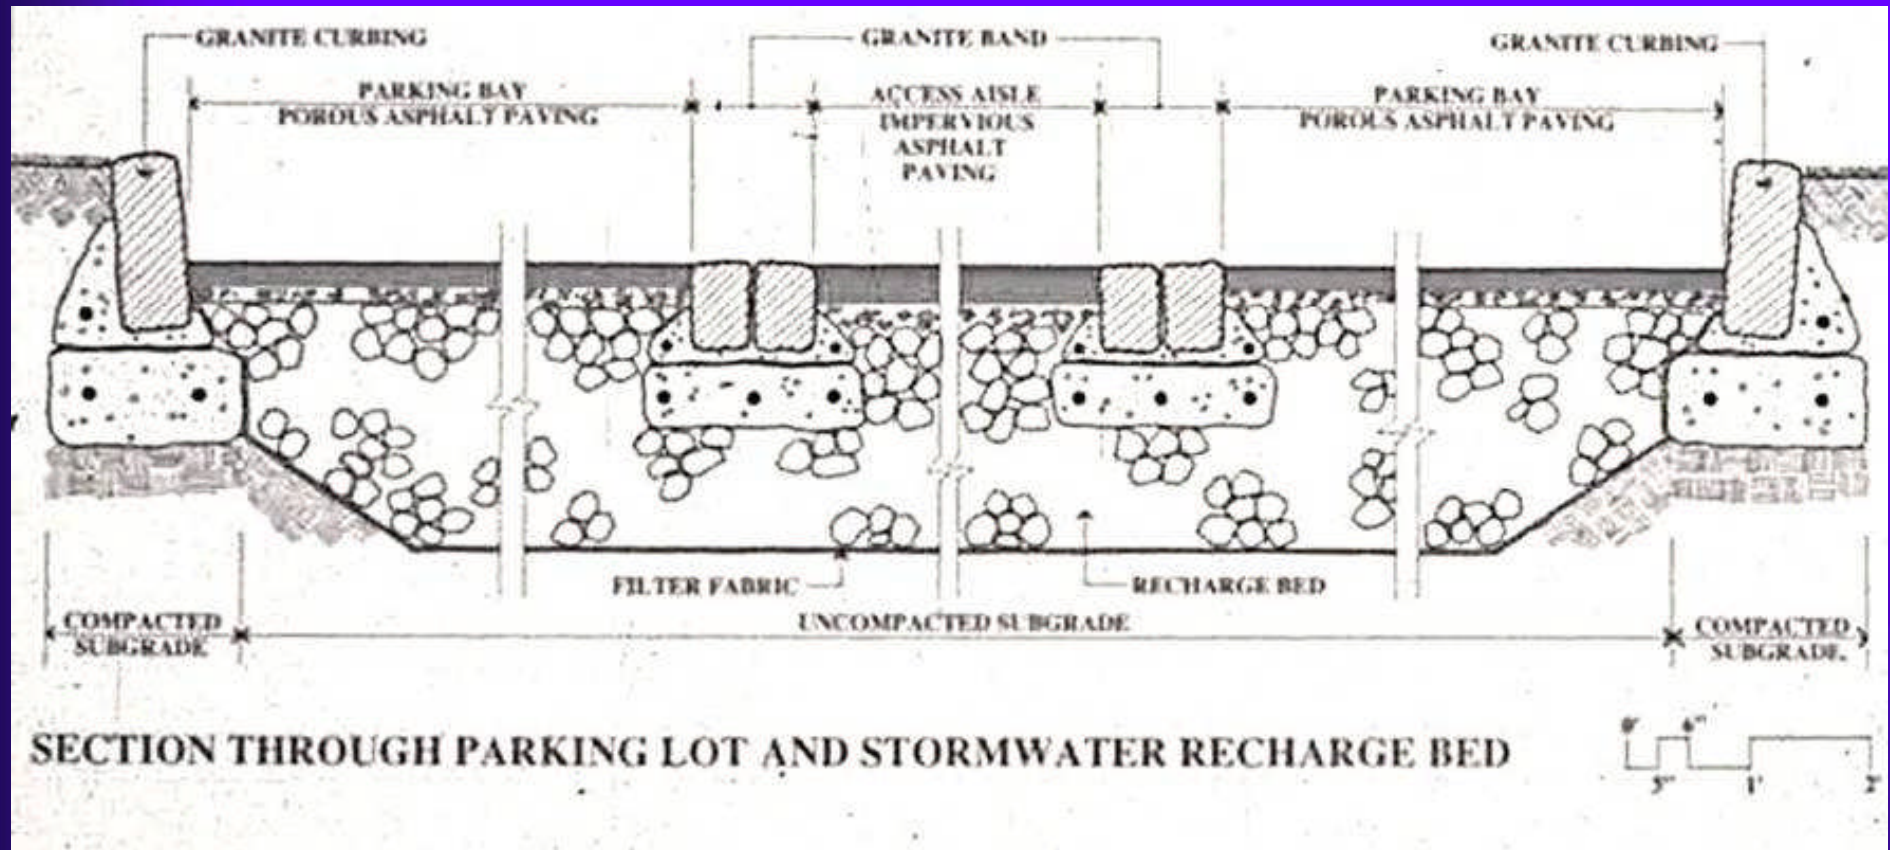 GRANITE CURBING
GRANITE BAND
GRANITE CURBING
PARKING BAY
POROUS ASPHALT PAVING
ACCESS AISLE
IMPERVIOUS
ASPHALT
PAVING
PARKING BAY
POROUS ASPHALT PAVING
FILTER FABRIC
RECHARGE BED
COMPACTED
SUBGRADE
UNCOMPACTED SUBGRADE
COMPACTED
SUBGRADE.
SECTION THROUGH PARKING LOT AND STORMWATER RECHARGE BED
0' 6"
3" 1' 2'